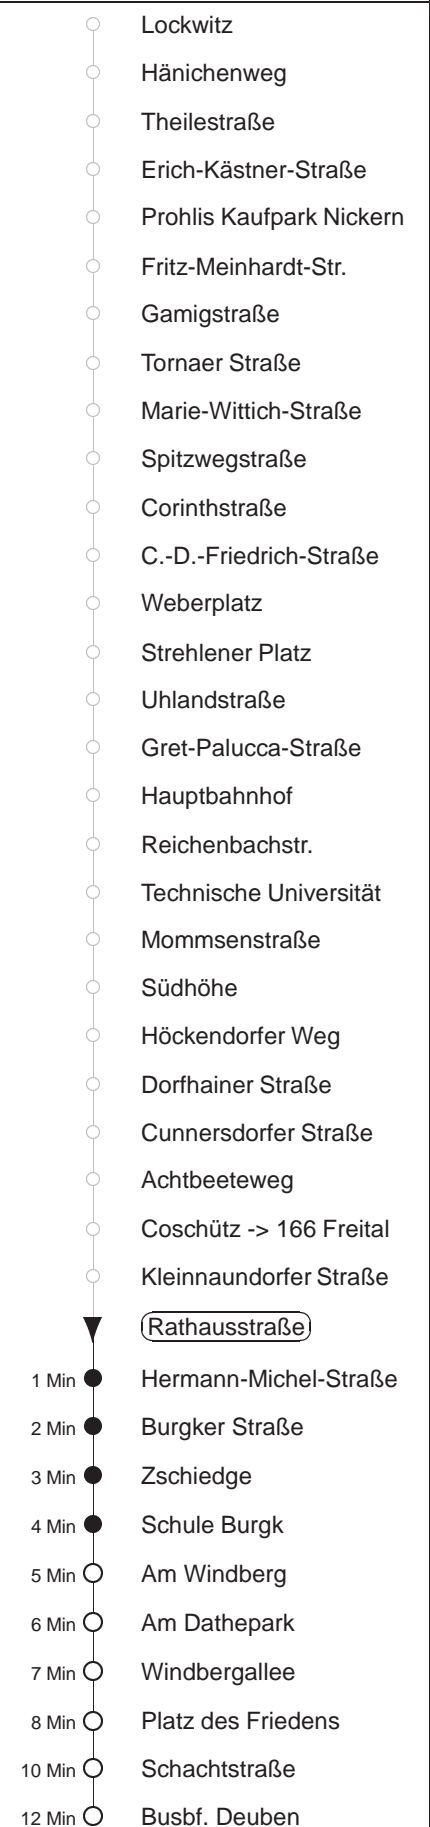 Lockwitz
Hänichenweg
Theilestraße
Erich-Kästner-Straße
Prohlis Kaufpark Nickern
Fritz-Meinhardt-Str.
Gamigstraße
Tornaer Straße
Marie-Wittich-Straße
Spitzwegstraße
Corinthstraße
C.-D.-Friedrich-Straße
Weberplatz
Strehlener Platz
Uhlandstraße
Gret-Palucca-Straße
Hauptbahnhof
Reichenbachstr.
Technische Universität
Mommsenstraße
Südhöhe
Höckendorfer Weg
Dorfhainer Straße
Cunnersdorfer Straße
Achtbeeteweg
Coschütz -> 166 Freital
Kleinnaundorfer Straße
Rathausstraße
1 Min Hermann-Michel-Straße
2 Min Burgker Straße
3 Min Zschiedge
4 Min Schule Burgk
5 Min Am Windberg
6 Min Am Dathepark
7 Min Windbergallee
8 Min Platz des Friedens
10 Min Schachtstraße
12 Min Busbf. Deuben